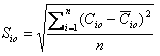 $S_{io} = \sqrt{\frac{\sum_{i=1}^{n} (C_{io} - \overline{C}_{io})^2}{n}}$